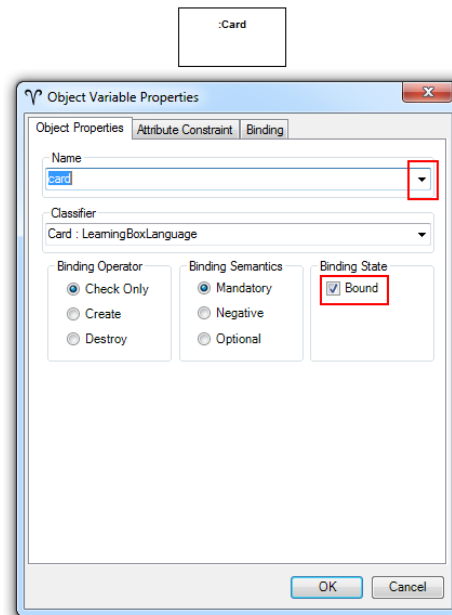 :Card
Object Variable Properties
Object Properties Attribute Constraint Binding
Name
card
Classifier
Card : LearningBoxLanguage
Binding Operator Binding Semantics Binding State
Check Only Mandatory Bound
Create Negative
Destroy Optional
OK Cancel